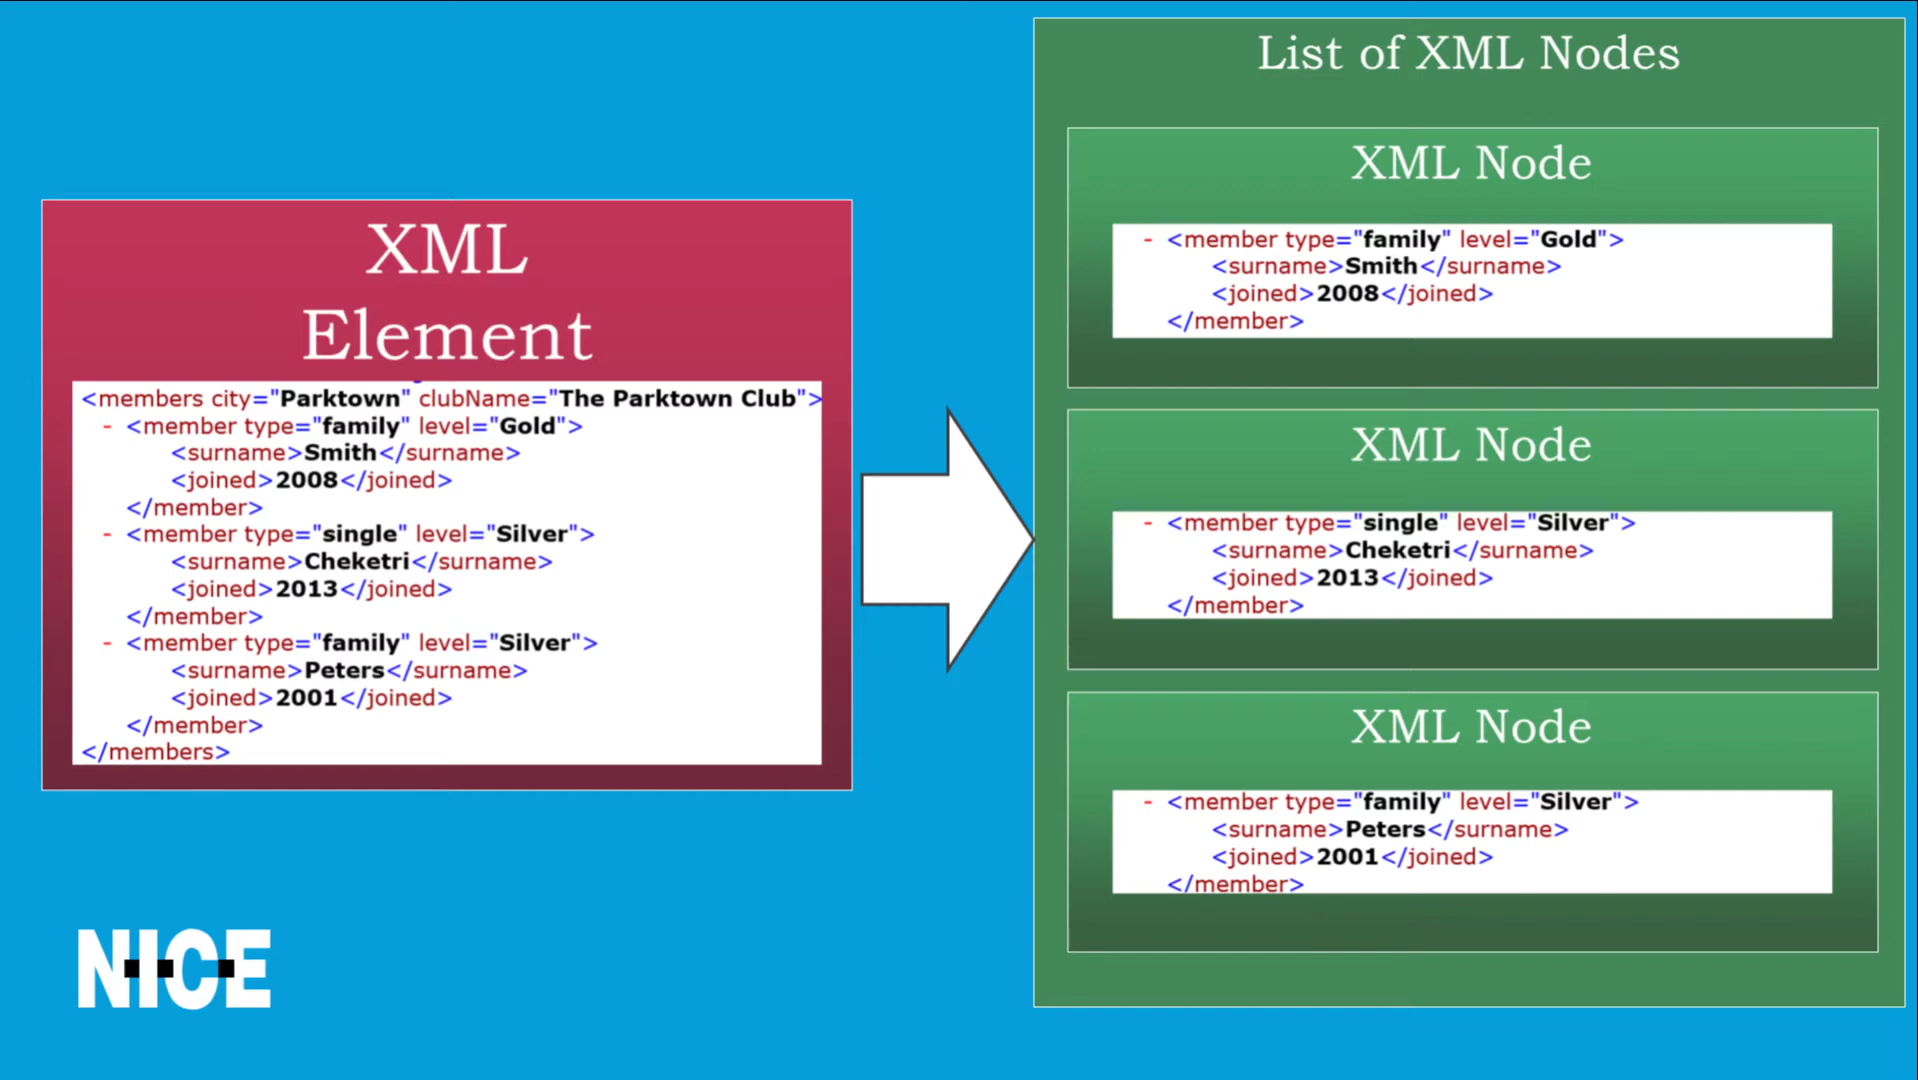 XML
Element
<members city="Parktown" clubName="The Parktown Club">
- <member type="family" level="Gold">
<surname>Smith</surname>
<joined>2008</joined>
</member>
- <member type="single" level="Silver">
<surname>Cheketri</surname>
<joined>2013</joined>
</member>
- <member type="family" level="Silver">
<surname>Peters</surname>
<joined>2001</joined>
</member>
</members>
List of XML Nodes
XML Node
- <member type="family" level="Gold">
<surname>Smith</surname>
<joined>2008</joined>
</member>
XML Node
- <member type="single" level="Silver">
<surname>Cheketri</surname>
<joined>2013</joined>
</member>
XML Node
- <member type="family" level="Silver">
<surname>Peters</surname>
<joined>2001</joined>
</member>
NICE